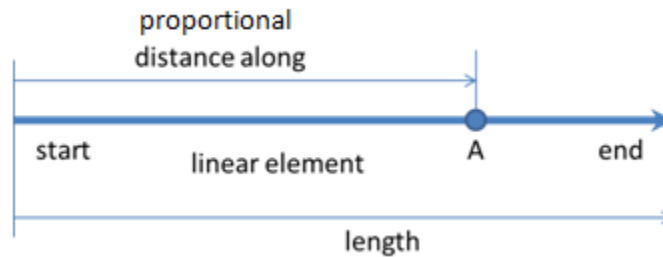 proportional
distance along
start
linear element
A
end
length